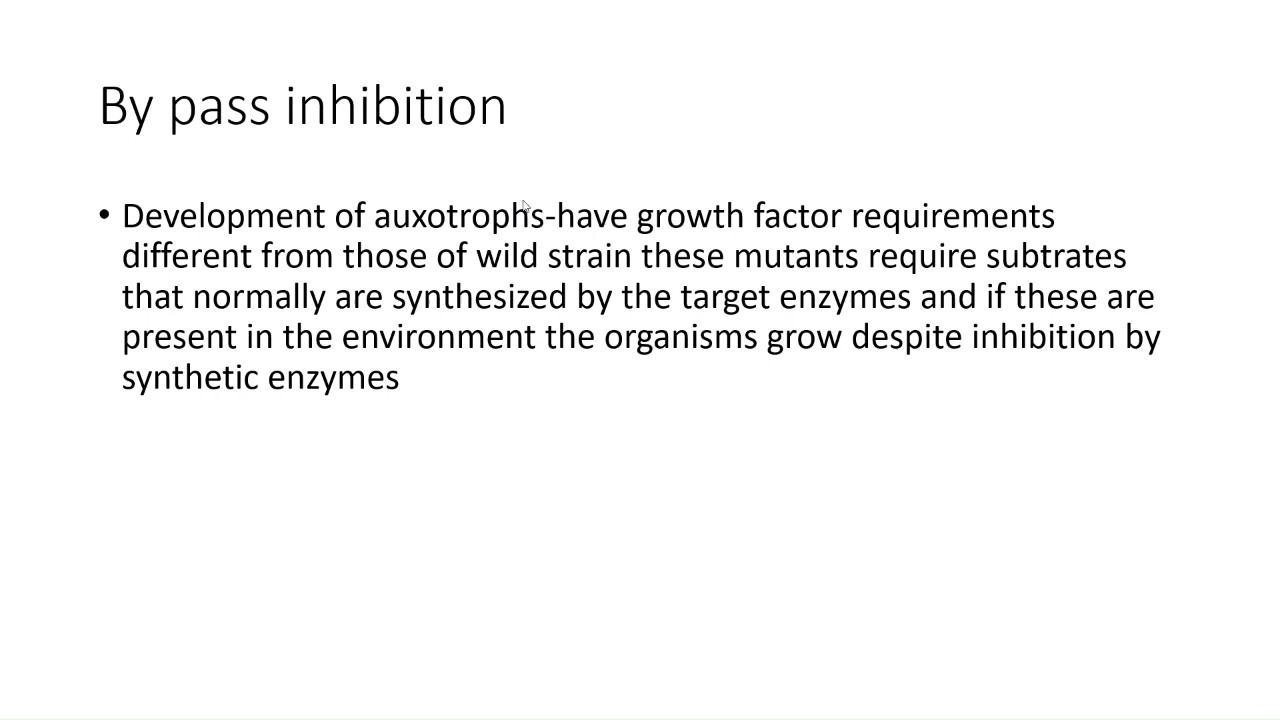 By pass inhibition
• Development of auxotrophs-have growth factor requirements
different from those of wild strain these mutants require subtrates
that normally are synthesized by the target enzymes and if these are
present in the environment the organisms grow despite inhibition by
synthetic enzymes